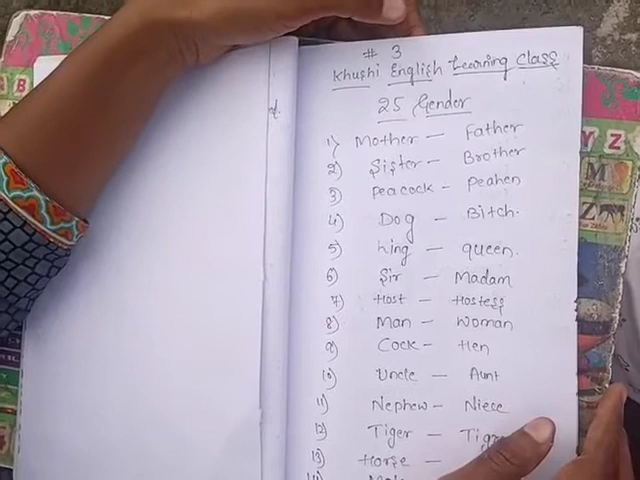 # 3
Khushi English Learning Class
25 Gender
1) Mother – Father
2) Sister – Brother
3) Peacock – Peahen
4) Dog – Bitch.
5) King – queen.
6) Sir – Madam
7) Host – Hostess
8) Man – Woman
9) Cock – Hen
10) Uncle – Aunt
11) Nephew – Niese
12) Tiger –
13) Horse –